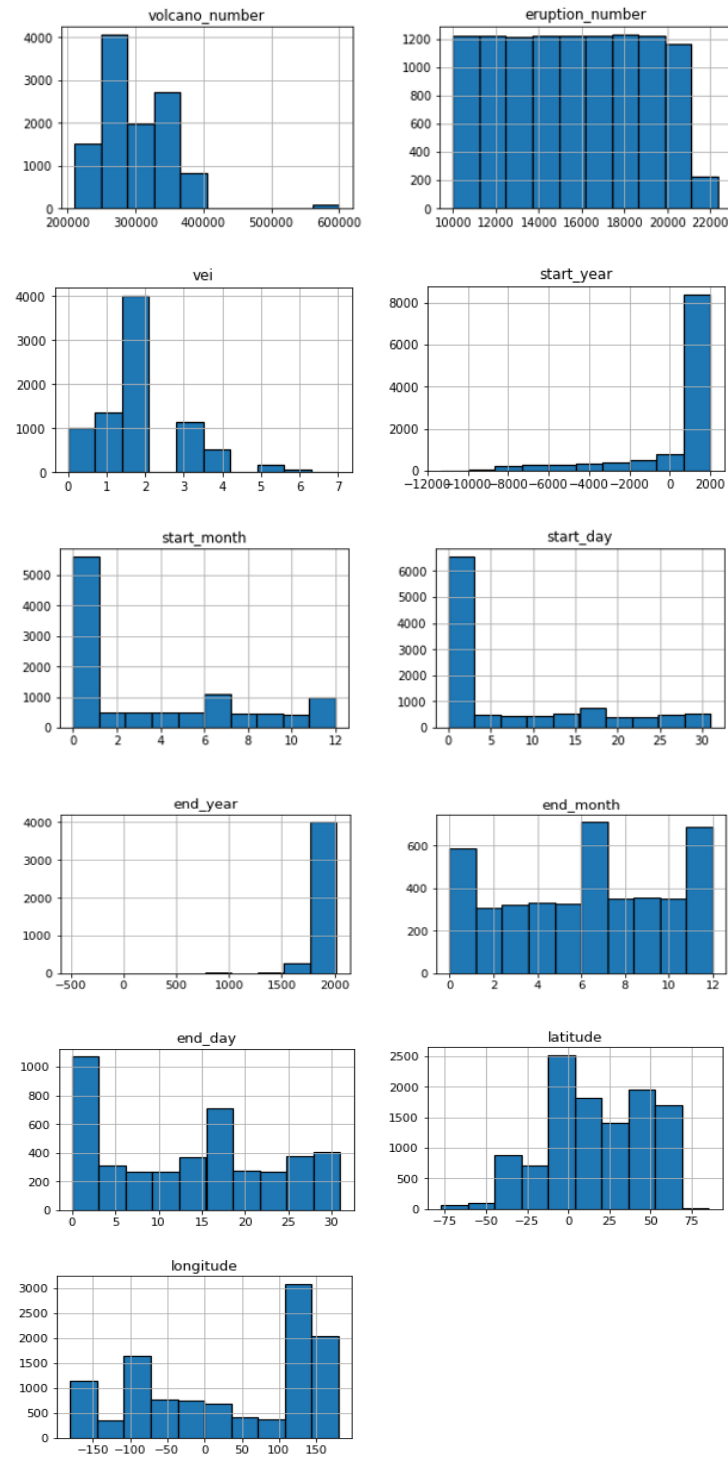 volcano_number
4000
3000
2000
1000
0
200000 300000 400000 500000 600000
eruption_number
1200
1000
800
600
400
200
0
10000 12000 14000 16000 18000 20000 22000
vei
4000
3000
2000
1000
0
0 1 2 3 4 5 6 7
start_year
8000
6000
4000
2000
0
−12000−10000 −8000 −6000 −4000 −2000 0 2000
start_month
5000
4000
3000
2000
1000
0
0 2 4 6 8 10 12
start_day
6000
5000
4000
3000
2000
1000
0
0 5 10 15 20 25 30
end_year
4000
3000
2000
1000
0
−500 0 500 1000 1500 2000
end_month
600
400
200
0
0 2 4 6 8 10 12
end_day
1000
800
600
400
200
0
0 5 10 15 20 25 30
latitude
2500
2000
1500
1000
500
0
−75 −50 −25 0 25 50 75
longitude
3000
2500
2000
1500
1000
500
0
−150 −100 −50 0 50 100 150